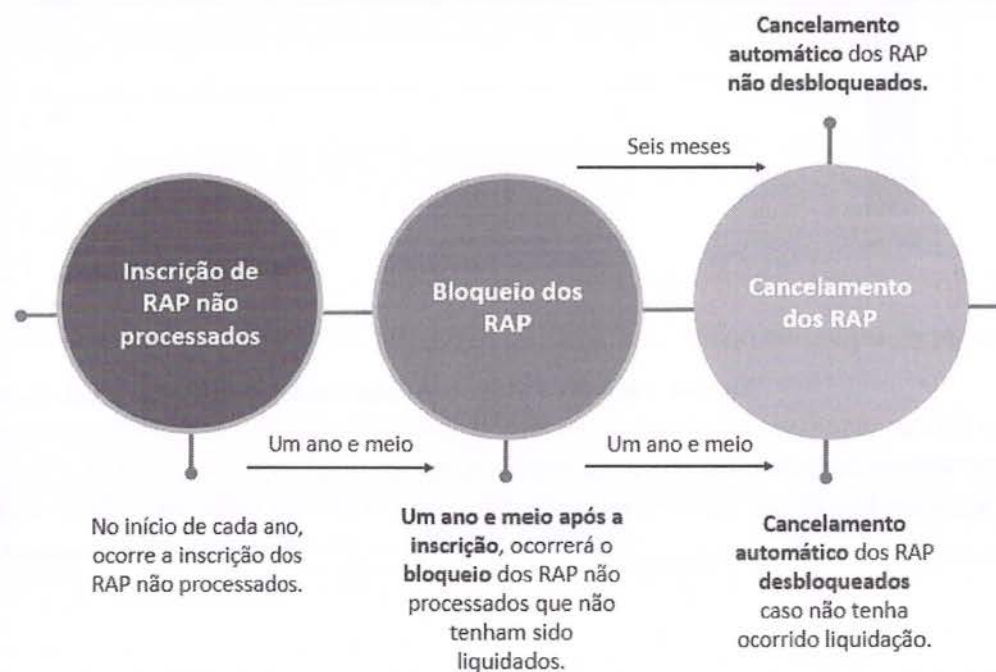 Cancelamento
automático dos RAP
não desbloqueados.
Seis meses
Inscrição de
RAP não
processados
Bloqueio dos
RAP
Cancelamento
dos RAP
Um ano e meio
Um ano e meio
No início de cada ano,
ocorre a inscrição dos
RAP não processados.
Um ano e meio após a
inscrição, ocorrerá o
bloqueio dos RAP não
processados que não
tenham sido
liquidados.
Cancelamento
automático dos RAP
desbloqueados
caso não tenha
ocorrido liquidação.